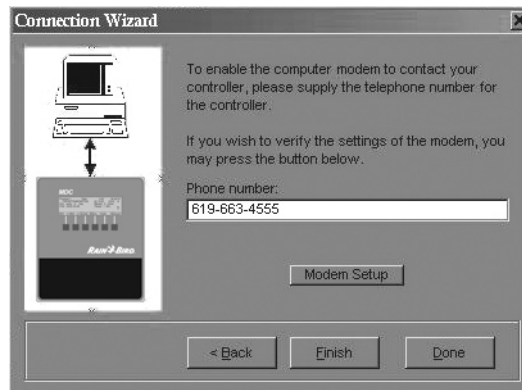 Connection Wizard
To enable the computer modem to contact your
controller, please supply the telephone number for
the controller.
If you wish to verify the settings of the modem, you
may press the button below.
Phone number:
619-663-4555
MDC
RAIN BIRD
Modem Setup
< Back
Finish
Done